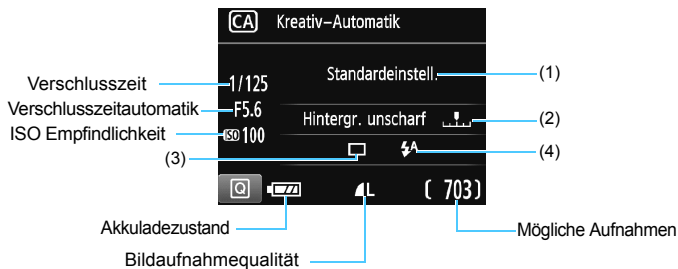 CA Kreativ-Automatik
Standardeinstell.
(1)
Verschlusszeit
1/125
Verschlusszeitautomatik
F5.6
Hintergr. unscharf
(2)
ISO Empfindlichkeit
ISO 100
(3)
A
(4)
Q
L
( 703)
Akkuladezustand
Mögliche Aufnahmen
Bildaufnahmequalität